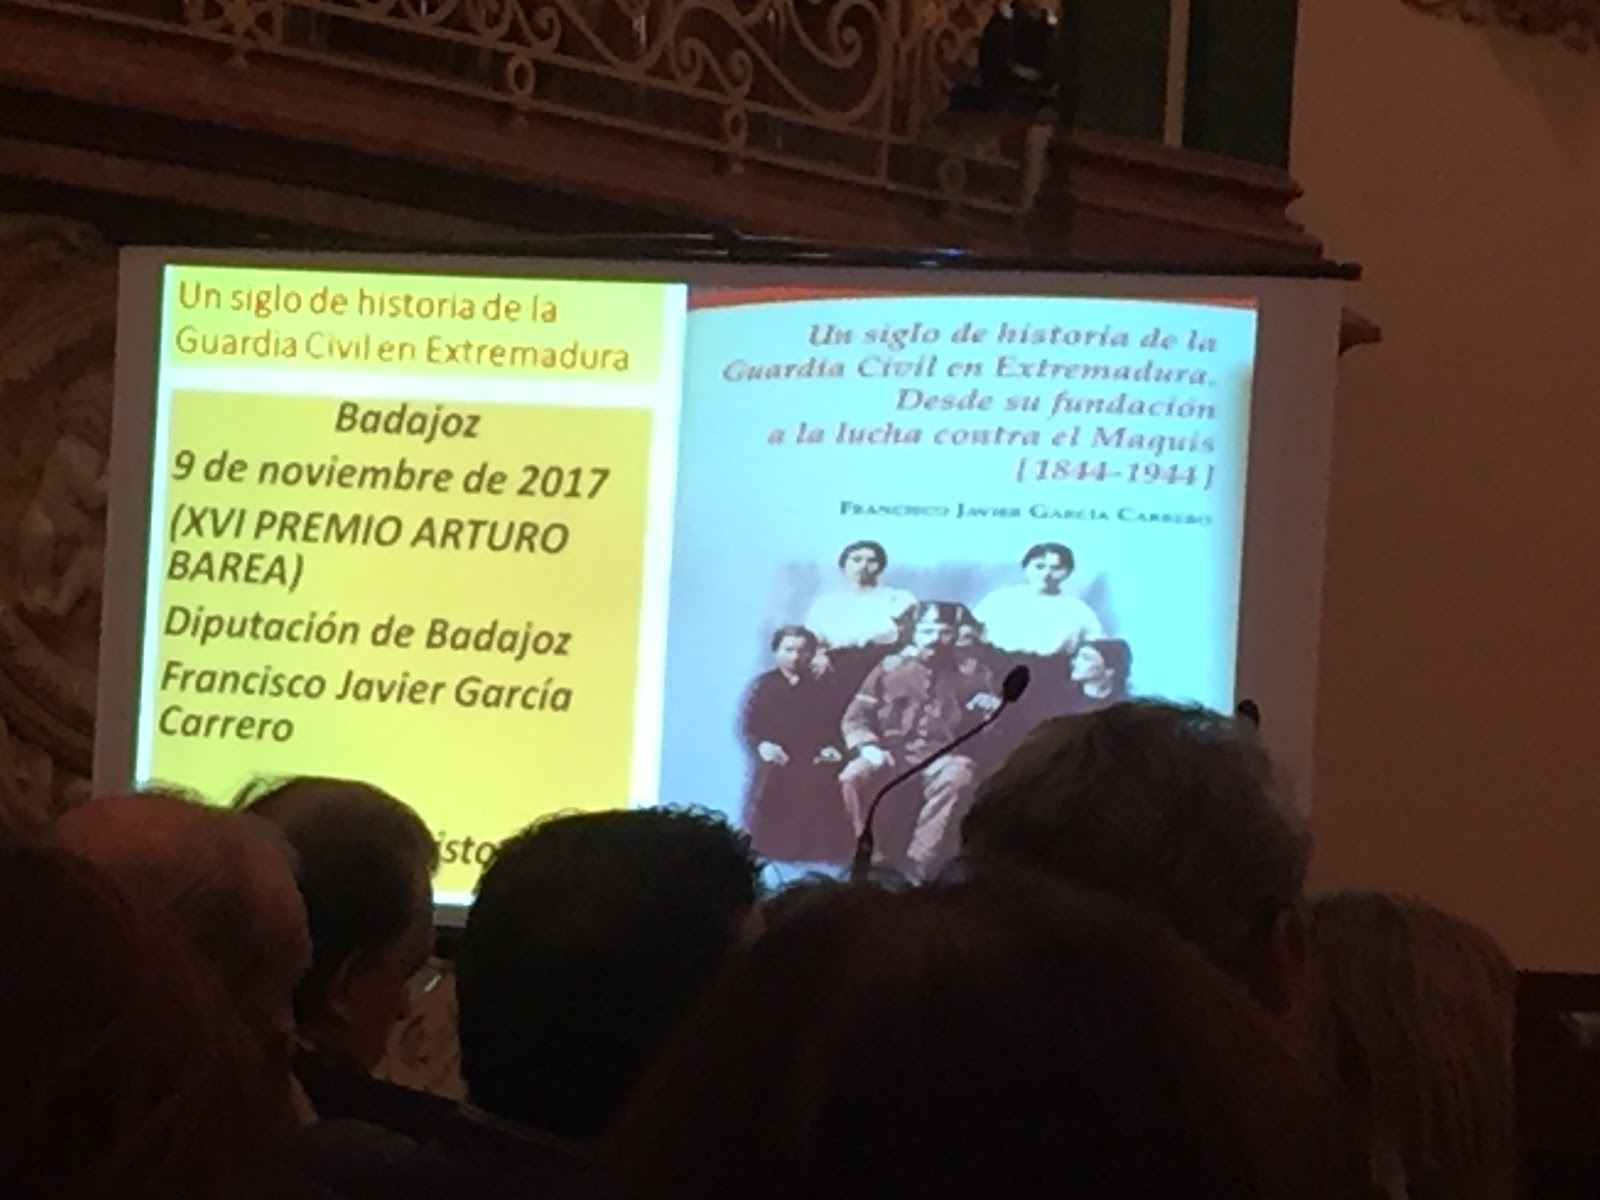 Un siglo de historia de la
Guardia Civil en Extremadura
Badajoz
9 de noviembre de 2017
(XVI PREMIO ARTURO
BAREA)
Diputación de Badajoz
Francisco Javier García
Carrero
Un siglo de historia de la
Guardia Civil en Extremadura.
Desde su fundación
a la lucha contra el Maquis
[1844-1944]
FRANCISCO JAVIER GARCÍA CARRERO